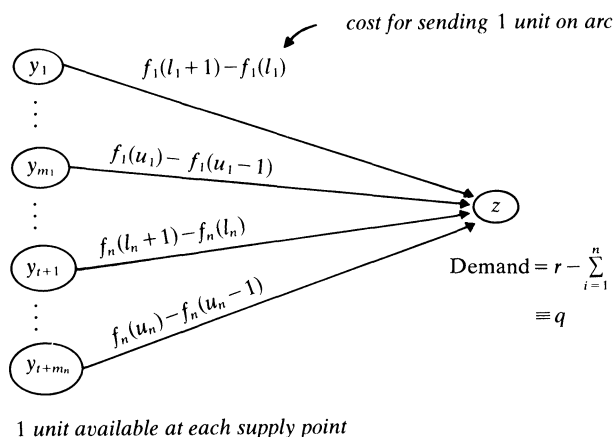 cost for sending 1 unit on arc
y₁
f₁(l₁+1)−f₁(l₁)
⋮
yₘ₁
f₁(u₁)− f₁(u₁−1)
⋮
z
fₙ(lₙ+1)−fₙ(lₙ)
yₜ₊₁
Demand = r − ∑ⁿᵢ₌₁
≡ q
⋮
fₙ(uₙ)−fₙ(uₙ−1)
yₜ₊ₘₙ
1 unit available at each supply point